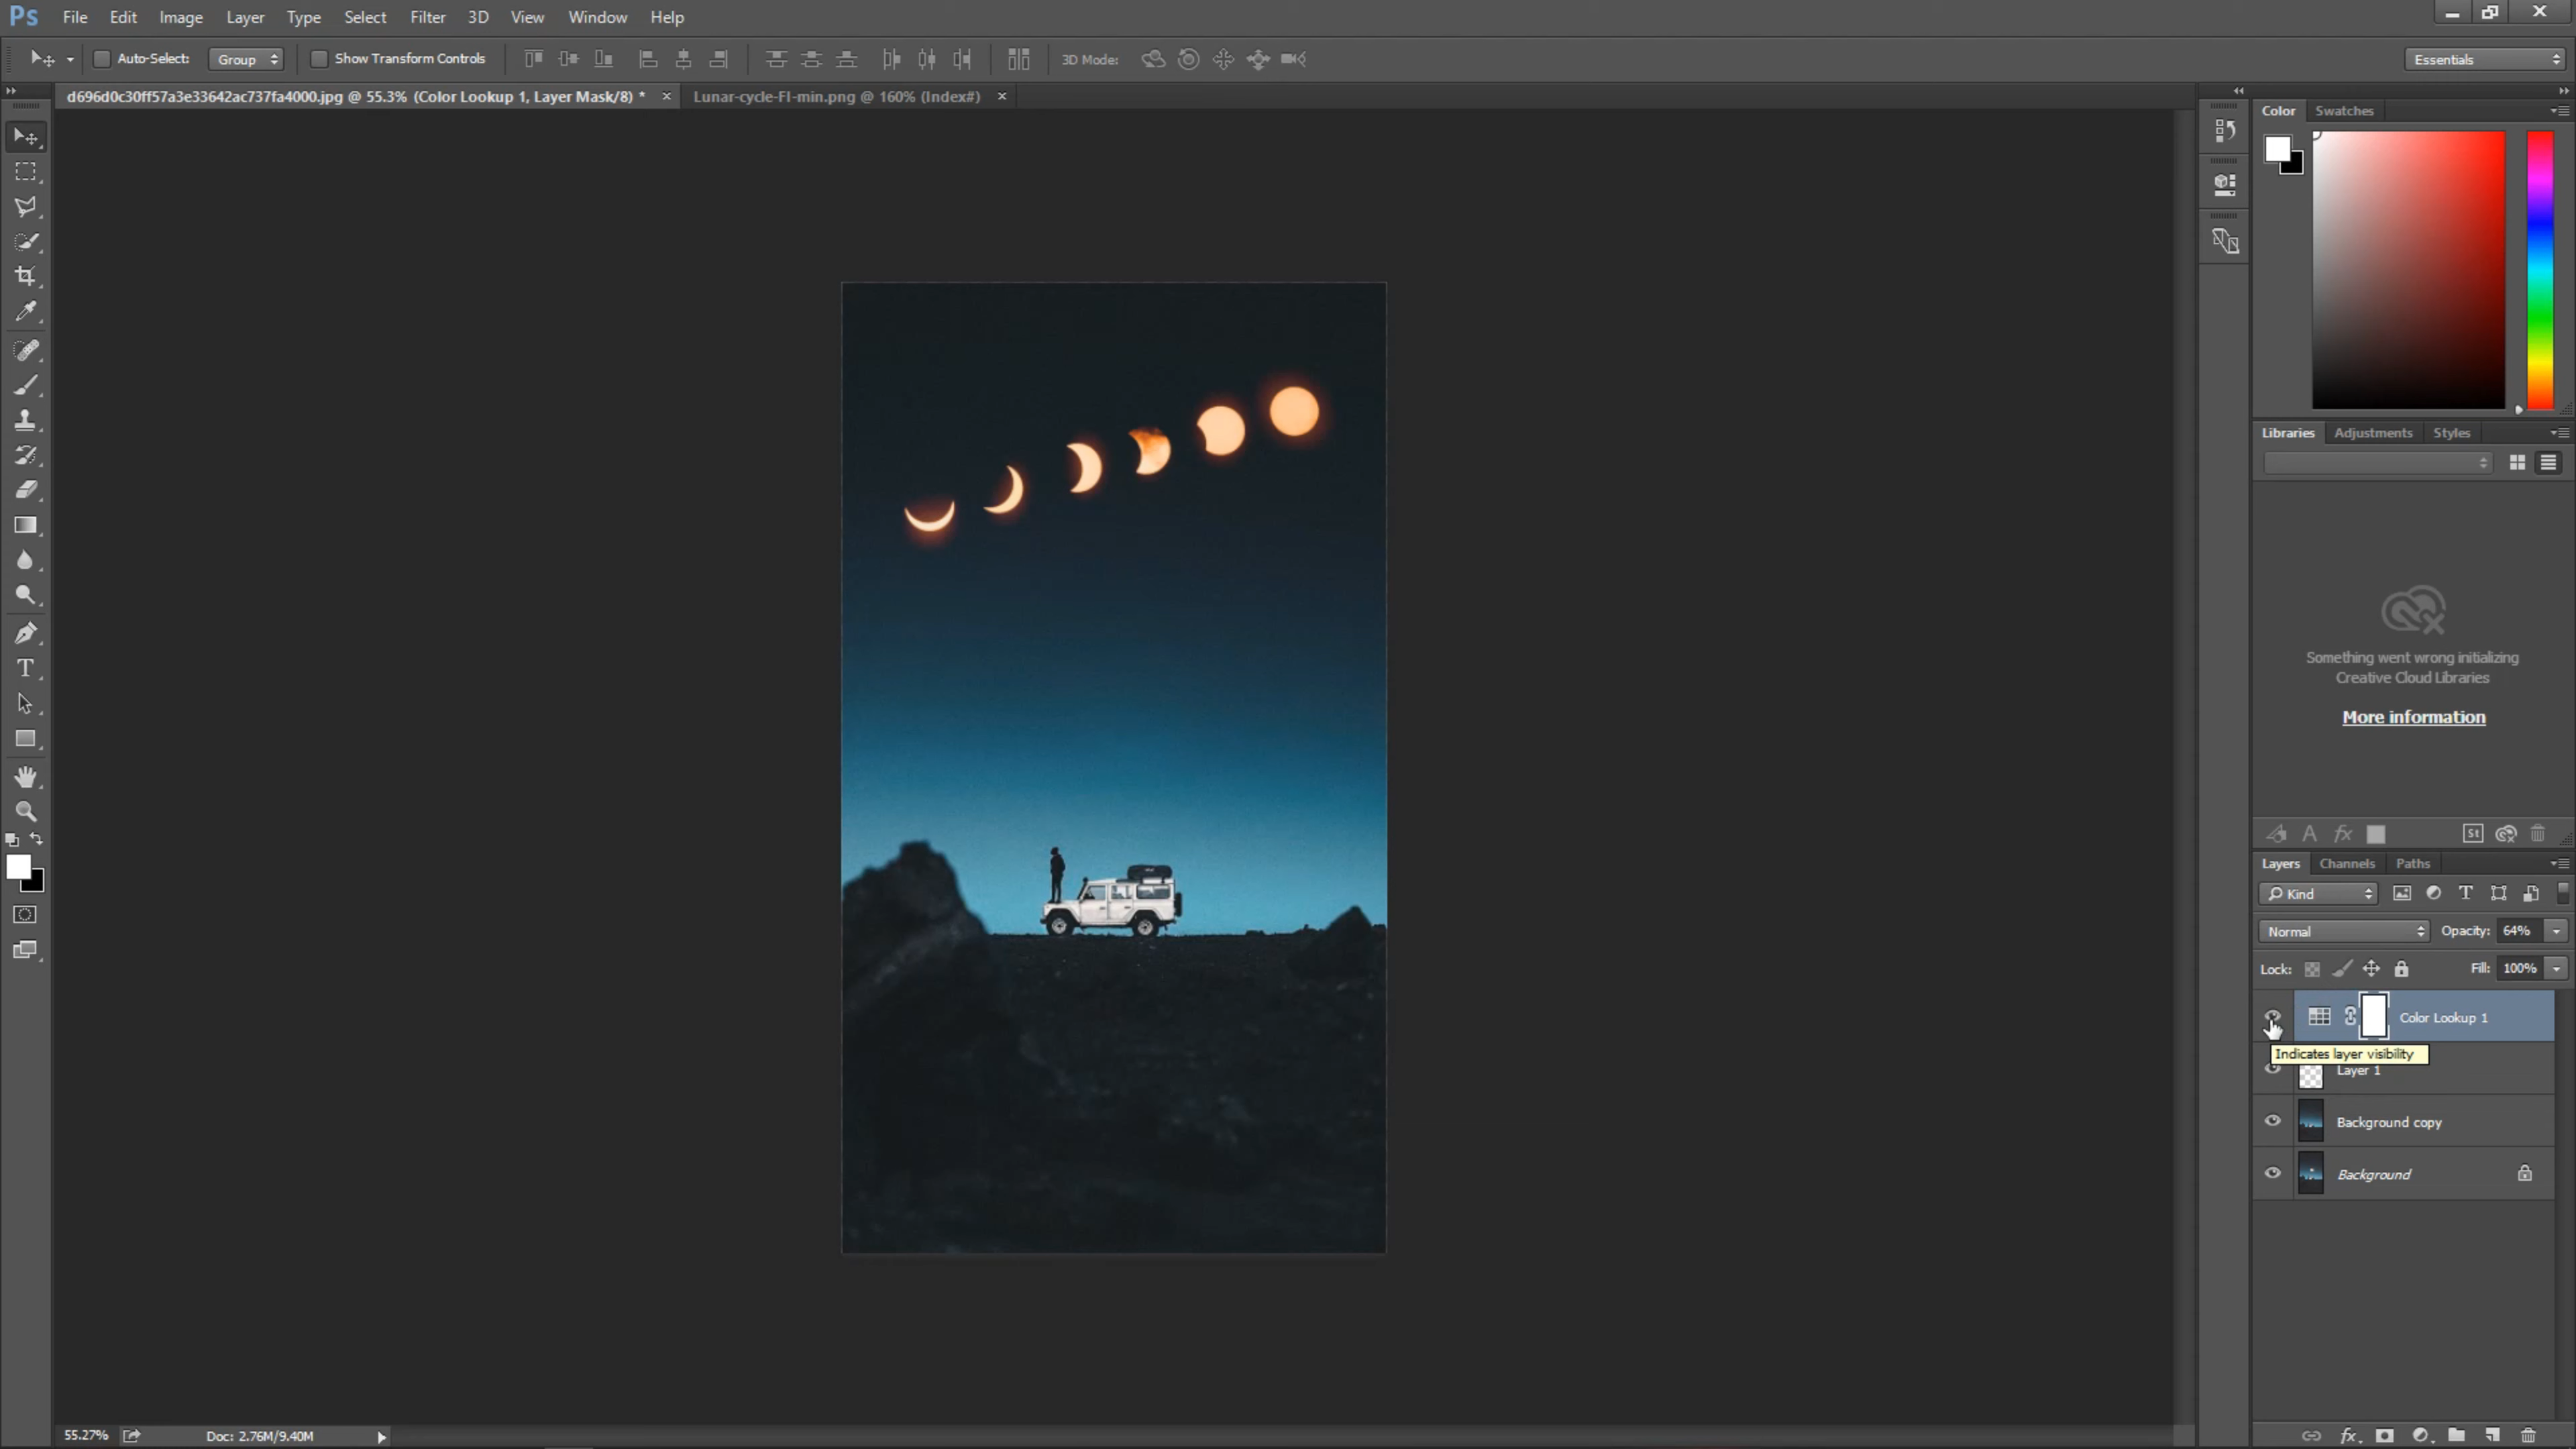 Ps File Edit Image Layer Type Select Filter 3D View Window Help
Auto-Select: Group Show Transform Controls 3D Mode: Essentials
d696d0c30ff57a3e33642ac737fa4000.jpg @ 55.3% (Color Lookup 1, Layer Mask/8) * × Lunar-cycle-FI-min.png @ 160% (Index#) ×
Color Swatches
Libraries Adjustments Styles
Something went wrong initializing
Creative Cloud Libraries
More information
St
Layers Channels Paths
Kind
Normal Opacity: 64%
Lock: Fill: 100%
Color Lookup 1
Indicates layer visibility
Layer 1
Background copy
Background
55.27% Doc: 2.76M/9.40M